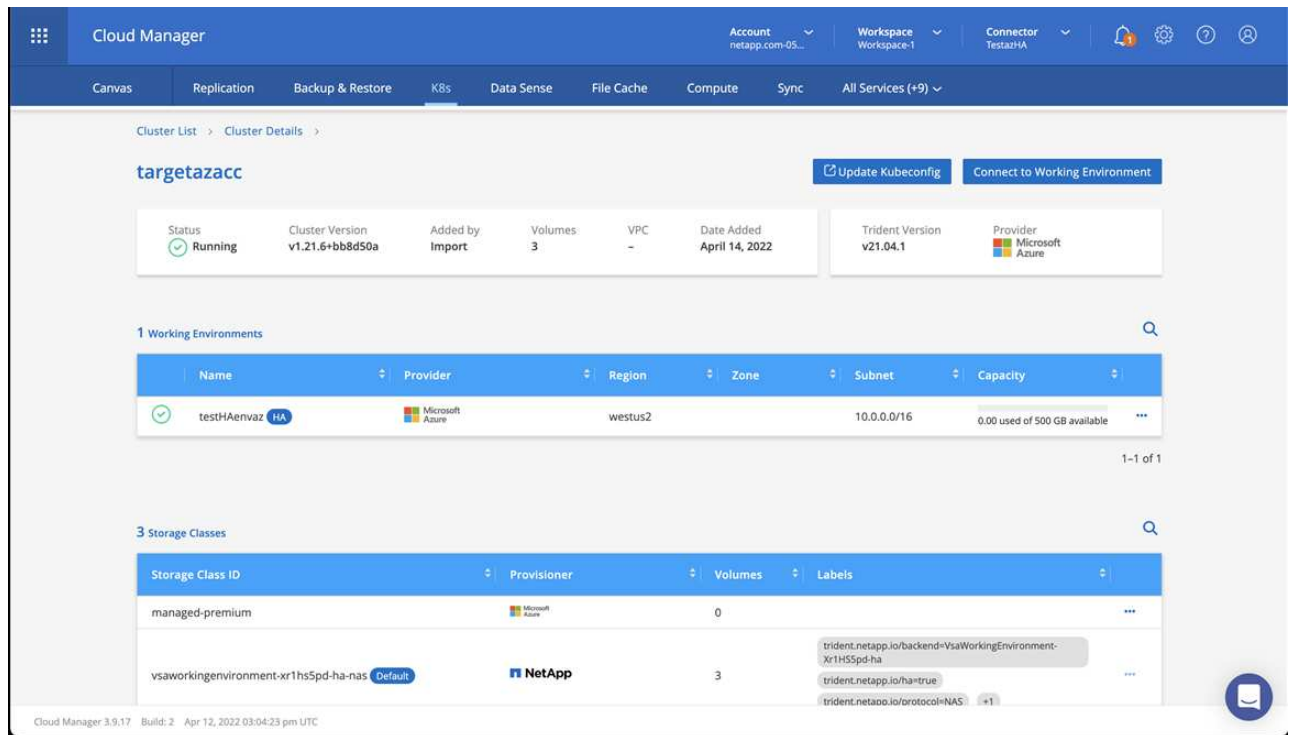 Cloud Manager
Account
netapp.com-05...
Workspace
Workspace-1
Connector
TestazHA
1
Canvas Replication Backup & Restore K8s Data Sense File Cache Compute Sync All Services (+9)
Cluster List > Cluster Details >
targetazacc
Update Kubeconfig
Connect to Working Environment
Status Cluster Version Added by Volumes VPC Date Added Trident Version Provider
Running v1.21.6+bb8d50a Import 3 – April 14, 2022 v21.04.1 Microsoft
Azure
1 Working Environments
Name Provider Region Zone Subnet Capacity
testHAenvaz HA Microsoft Azure westus2 10.0.0.0/16 0.00 used of 500 GB available ...
1–1 of 1
3 Storage Classes
Storage Class ID Provisioner Volumes Labels
managed-premium Microsoft Azure 0 ...
trident.netapp.io/backend=VsaWorkingEnvironment-
Xr1HS5pd-ha
vsaworkingenvironment-xr1hs5pd-ha-nas Default NetApp 3 trident.netapp.io/ha=true ...
trident.netapp.io/protocol=NAS +1
Cloud Manager 3.9.17 Build: 2 Apr 12, 2022 03:04:23 pm UTC